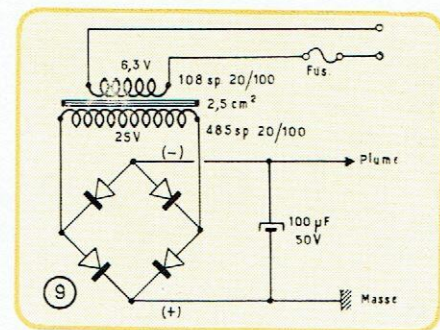 6,3 V
108 sp 20/100
Fus.
2,5 cm²
25V
485 sp 20/100
(-)
Plume
100 µF
50V
9
(+)
Masse